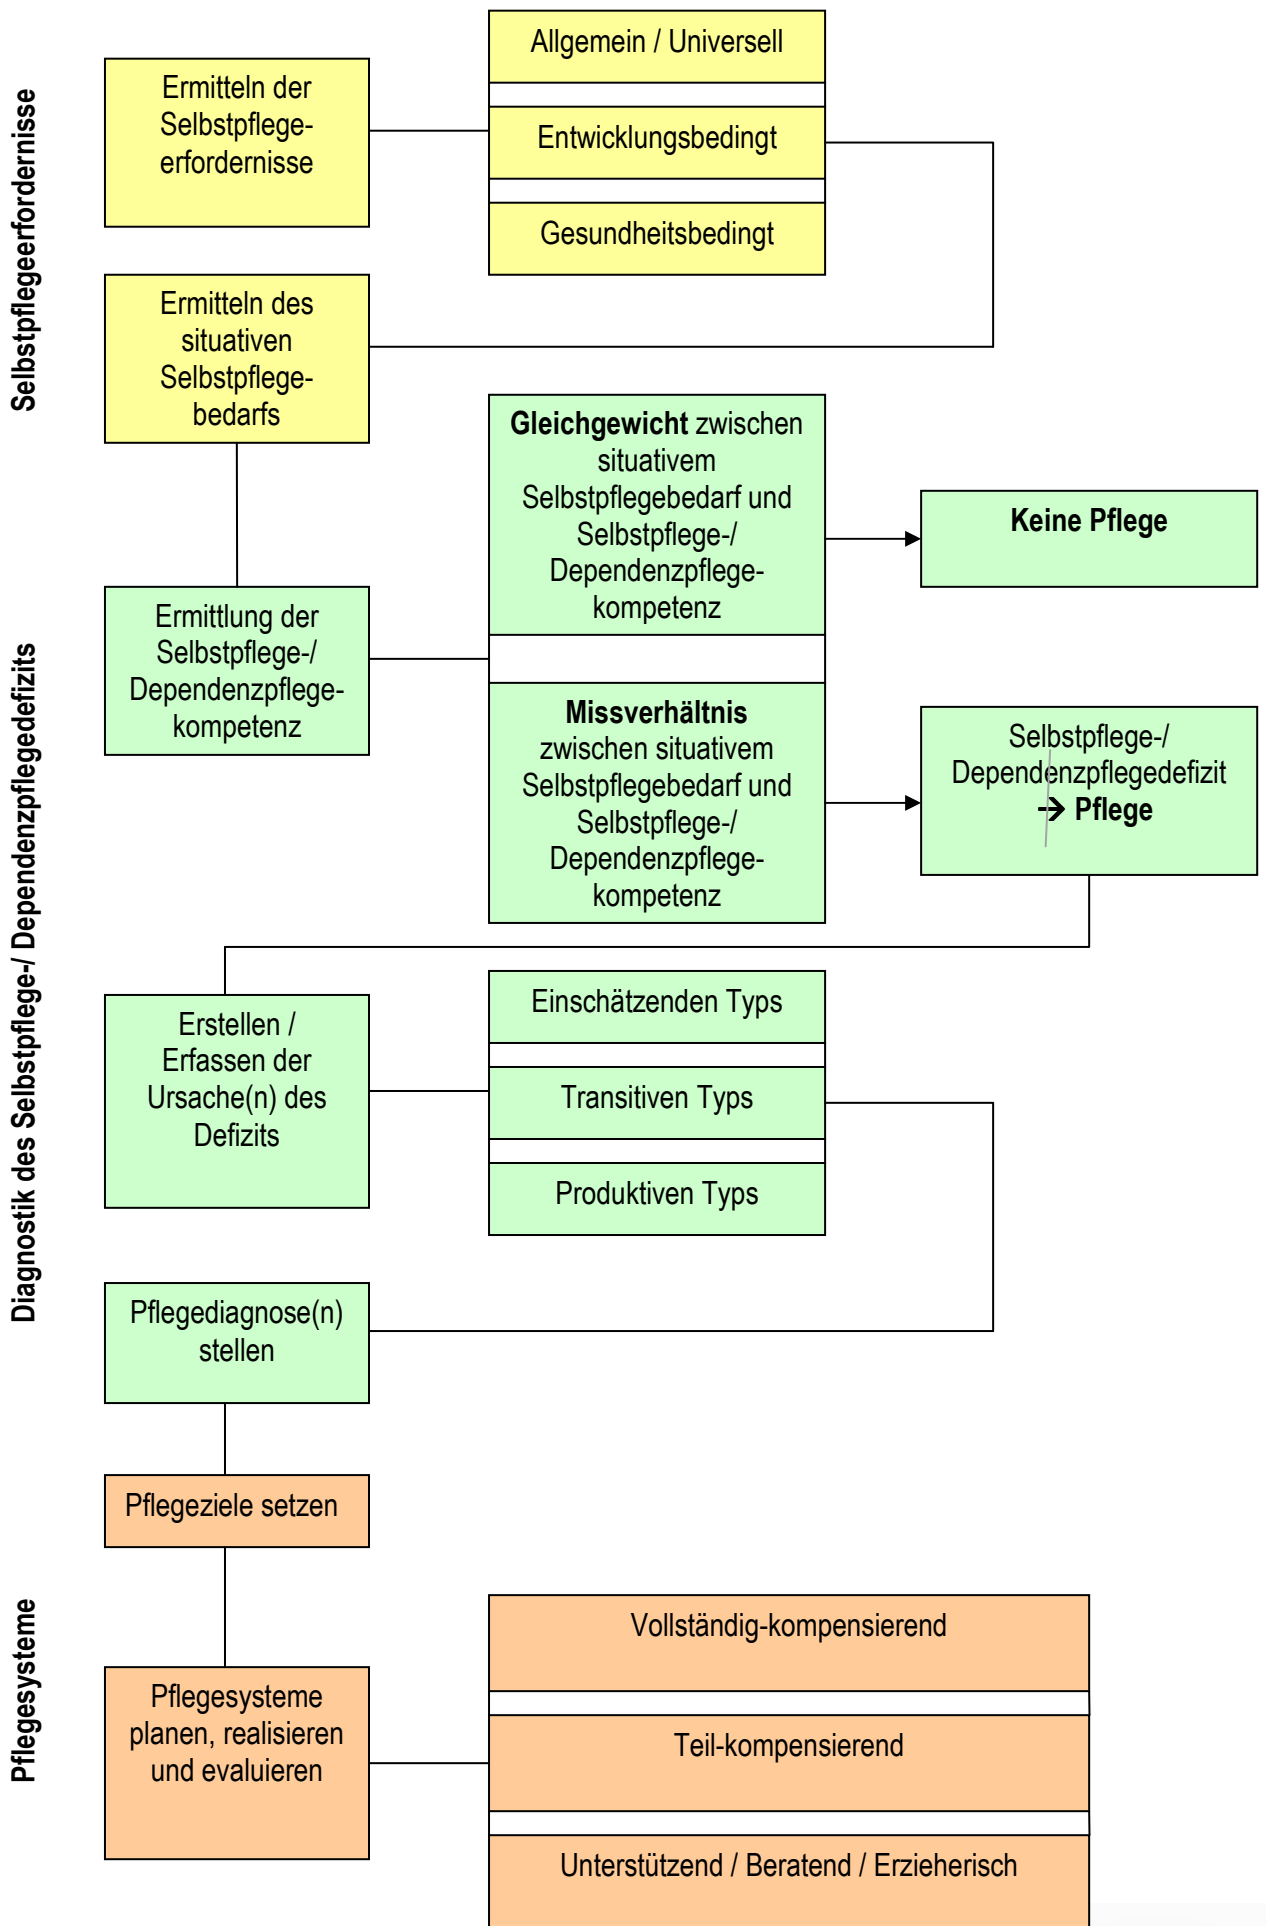 Selbstpflegeerfordernisse
Ermitteln der
Selbstpflege-
erfordernisse
Allgemein / Universell
Entwicklungsbedingt
Gesundheitsbedingt
Ermitteln des
situativen
Selbstpflege-
bedarfs
Diagnostik des Selbstpflege-/ Dependenzpflegedefizits
Ermittlung der
Selbstpflege-/
Dependenzpflege-
kompetenz
Gleichgewicht zwischen
situativem
Selbstpflegebedarf und
Selbstpflege-/
Dependenzpflege-
kompetenz
Keine Pflege
Missverhältnis
zwischen situativem
Selbstpflegebedarf und
Selbstpflege-/
Dependenzpflege-
kompetenz
Selbstpflege-/
Dependenzpflegedefizit
→ Pflege
Erstellen /
Erfassen der
Ursache(n) des
Defizits
Einschätzenden Typs
Transitiven Typs
Produktiven Typs
Pflegediagnose(n)
stellen
Pflegesysteme
Pflegeziele setzen
Pflegesysteme
planen, realisieren
und evaluieren
Vollständig-kompensierend
Teil-kompensierend
Unterstützend / Beratend / Erzieherisch